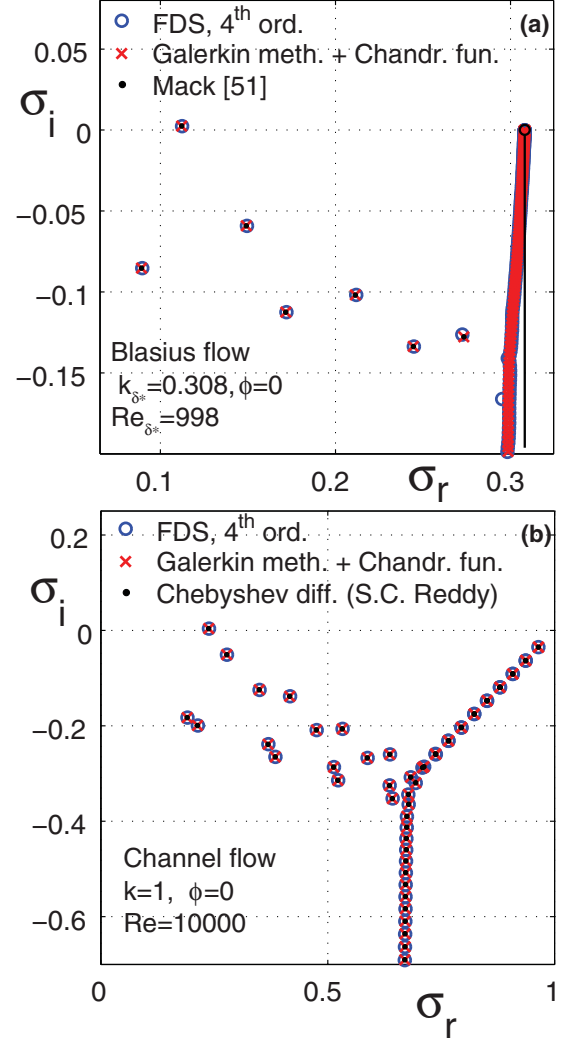 (a)
FDS, 4th ord.
Galerkin meth. + Chandr. fun.
Mack [51]
σi
0.05
0
−0.05
−0.1
−0.15
Blasius flow
kδ*=0.308, ϕ=0
Reδ*=998
0.1
0.2
0.3
σr
(b)
FDS, 4th ord.
Galerkin meth. + Chandr. fun.
Chebyshev diff. (S.C. Reddy)
σi
0.2
0
−0.2
−0.4
−0.6
Channel flow
k=1, ϕ=0
Re=10000
0
0.5
1
σr